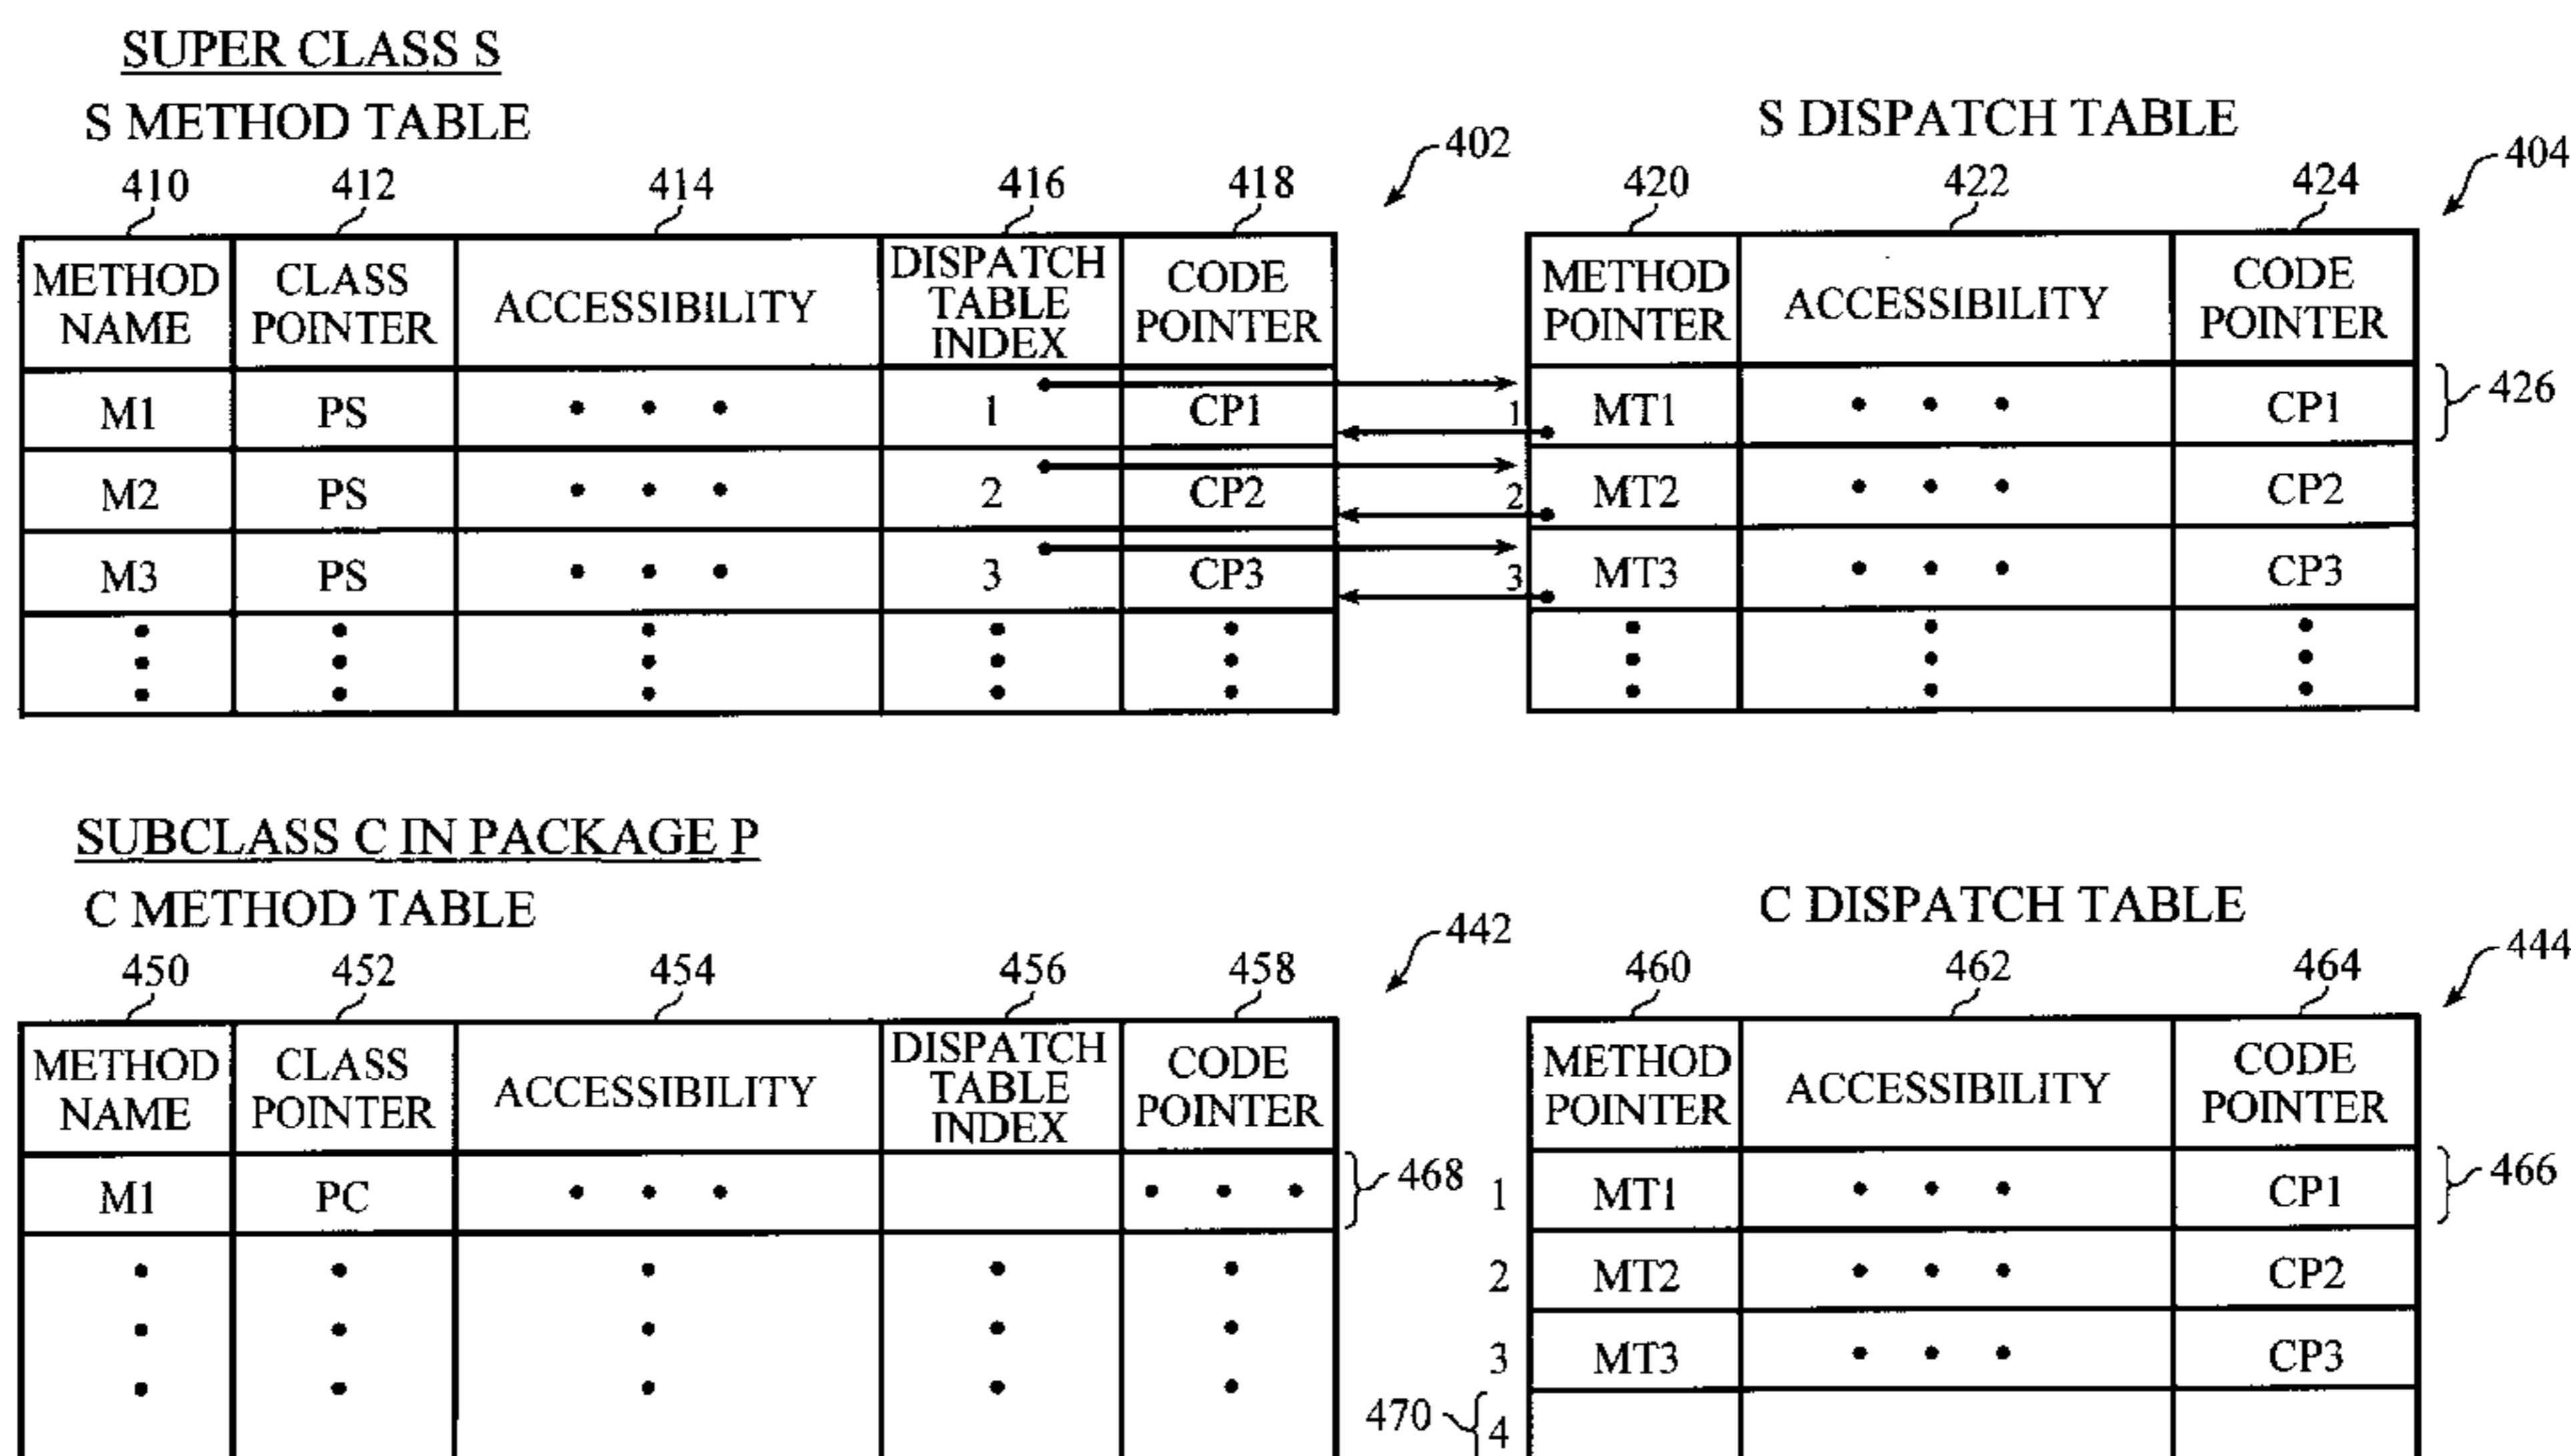 SUPER CLASS S
S METHOD TABLE
S DISPATCH TABLE
402
404
410 412 414 416 418
420 422 424
METHOD NAME CLASS POINTER ACCESSIBILITY DISPATCH TABLE INDEX CODE POINTER
METHOD POINTER ACCESSIBILITY CODE POINTER
M1 PS 1 CP1
1 MT1 CP1 426
M2 PS 2 CP2
2 MT2 CP2
M3 PS 3 CP3
3 MT3 CP3
SUBCLASS C IN PACKAGE P
C METHOD TABLE
C DISPATCH TABLE
442
444
450 452 454 456 458
460 462 464
METHOD NAME CLASS POINTER ACCESSIBILITY DISPATCH TABLE INDEX CODE POINTER
METHOD POINTER ACCESSIBILITY CODE POINTER
M1 PC 468
1 MT1 CP1 466
2 MT2 CP2
3 MT3 CP3
470 4